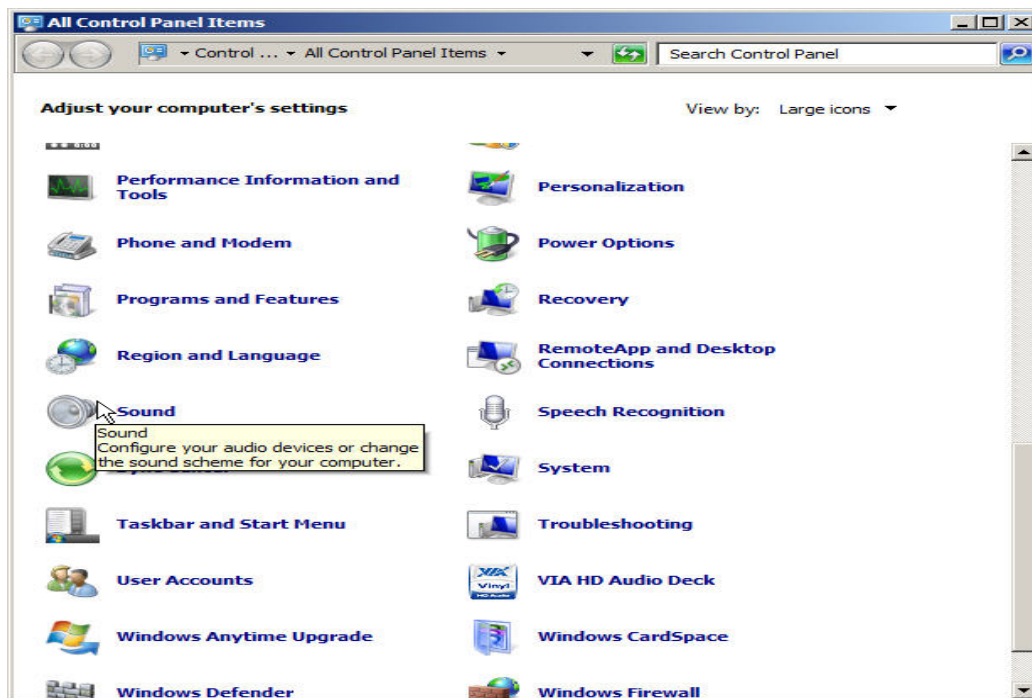 All Control Panel Items
Control ... All Control Panel Items
Search Control Panel
Adjust your computer's settings
View by: Large icons
Performance Information and
Tools
Personalization
Phone and Modem
Power Options
Programs and Features
Recovery
Region and Language
RemoteApp and Desktop
Connections
Sound
Speech Recognition
Sound
Configure your audio devices or change
the sound scheme for your computer.
System
Taskbar and Start Menu
Troubleshooting
User Accounts
VIA
Vinyl
HD Audio
VIA HD Audio Deck
Windows Anytime Upgrade
Windows CardSpace
Windows Defender
Windows Firewall